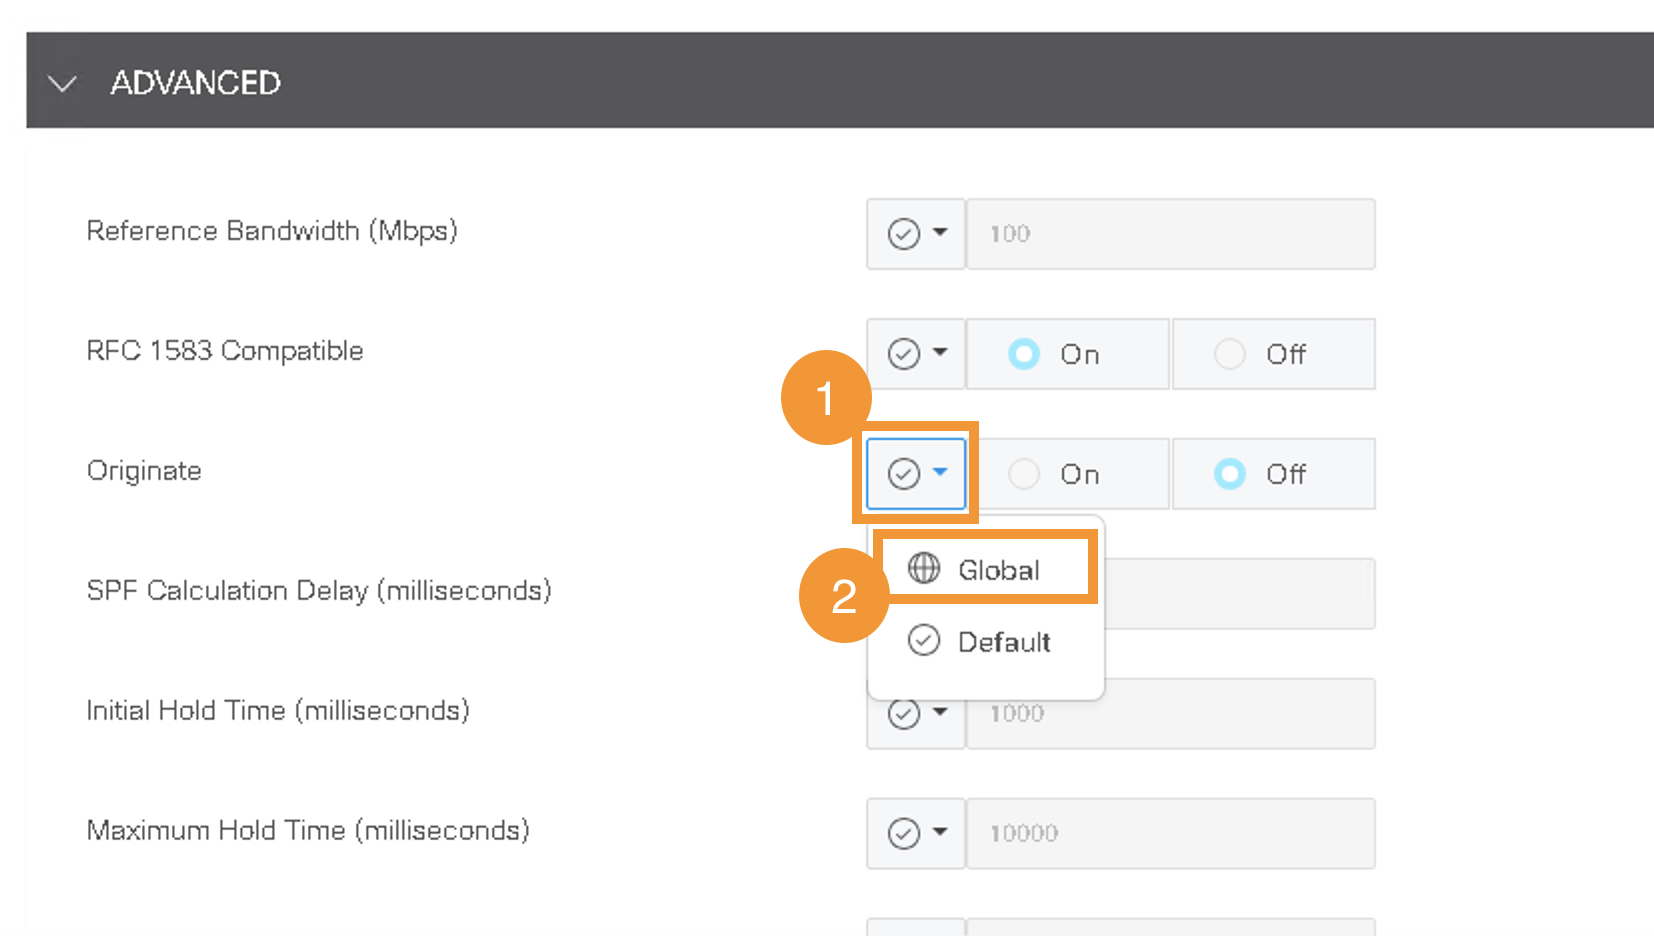 ADVANCED
Reference Bandwidth (Mbps) 100
RFC 1583 Compatible On Off
1
Originate On Off
Global
SPF Calculation Delay (milliseconds) 2
Default
Initial Hold Time (milliseconds) 1000
Maximum Hold Time (milliseconds) 10000